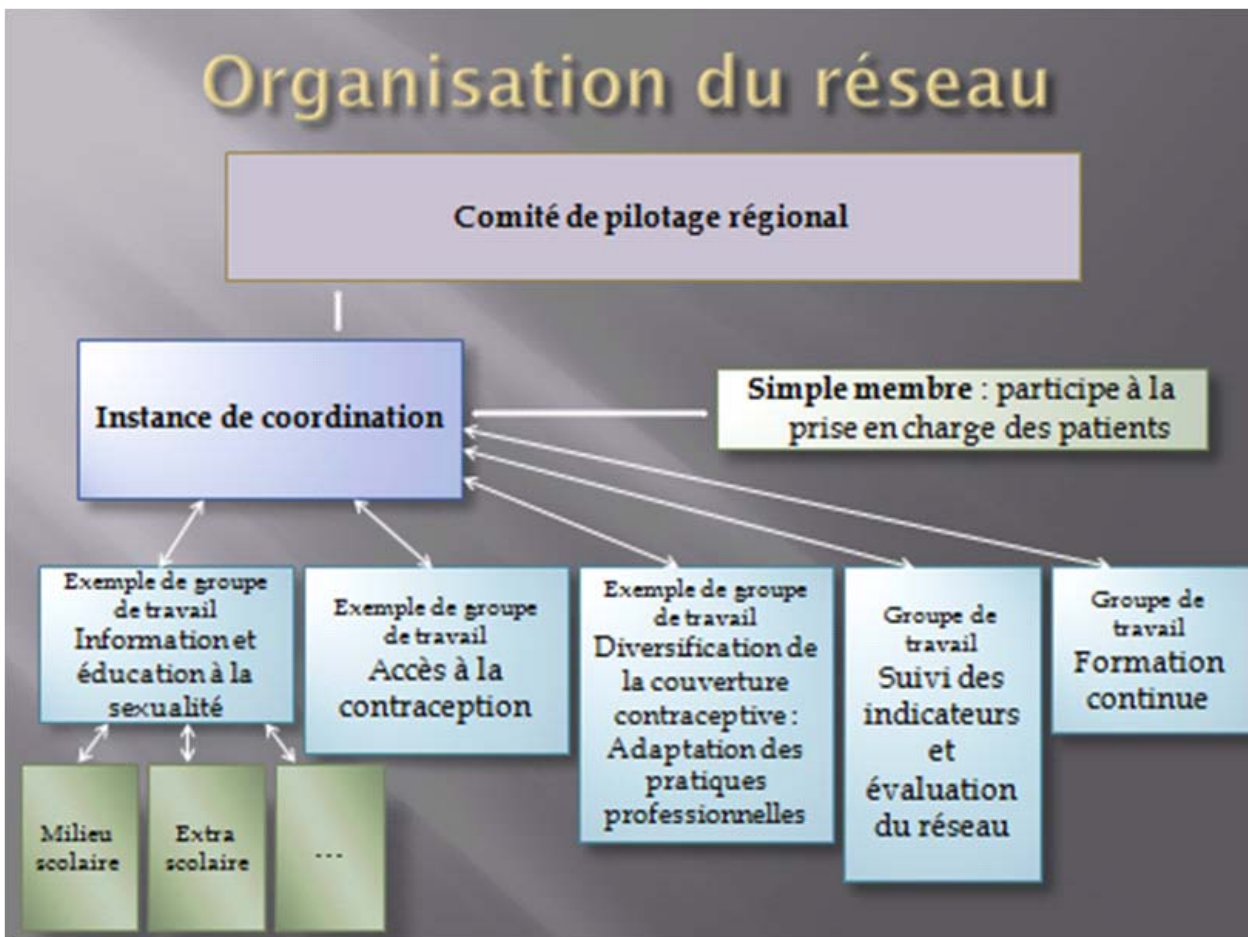 Organisation du réseau
Comité de pilotage régional
Instance de coordination
Simple membre : participe à la
prise en charge des patients
Exemple de groupe
de travail
Information et
éducation à la
sexualité
Exemple de groupe
de travail
Accès à la
contraception
Exemple de groupe
de travail
Diversification de
la couverture
contraceptive :
Adaptation des
pratiques
professionnelles
Groupe de
travail
Suivi des
indicateurs
et
évaluation
du réseau
Groupe de
travail
Formation
continue
Milieu
scolaire
Extra
scolaire
...